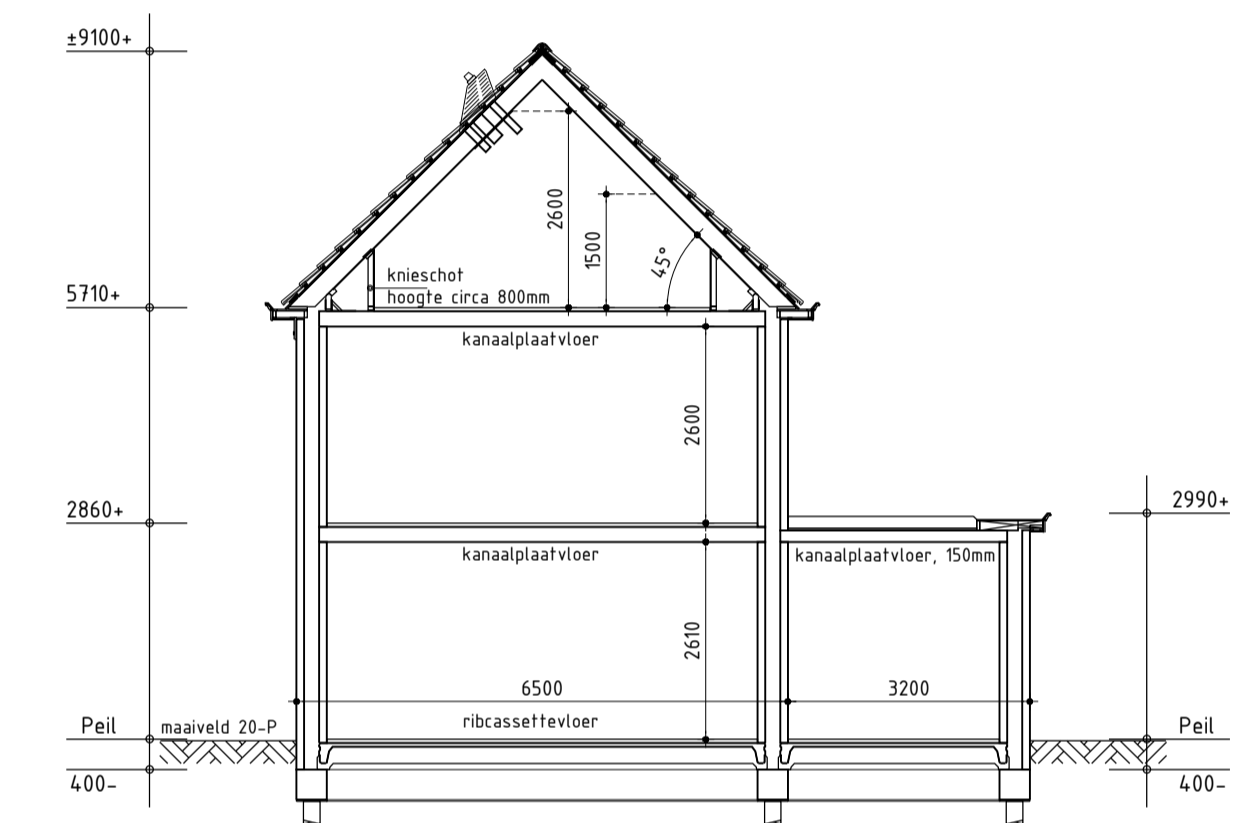 ±9100+
2600
1500
45°
knieschot
hoogte circa 800mm
5710+
kanaalplaatvloer
2600
2860+
2990+
kanaalplaatvloer
kanaalplaatvloer, 150mm
2610
6500
3200
Peil
maaiveld 20-P
ribcassettevloer
Peil
400-
400-